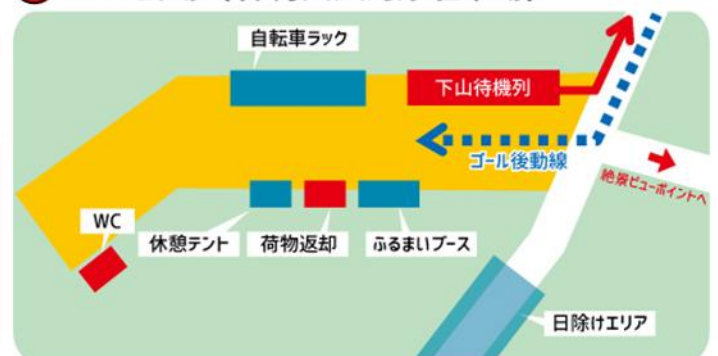 自転車ラック
下山待機列
ゴール後動線
絶景ビューポイントへ
WC
休憩テント
荷物返却
ふるまいブース
日除けエリア